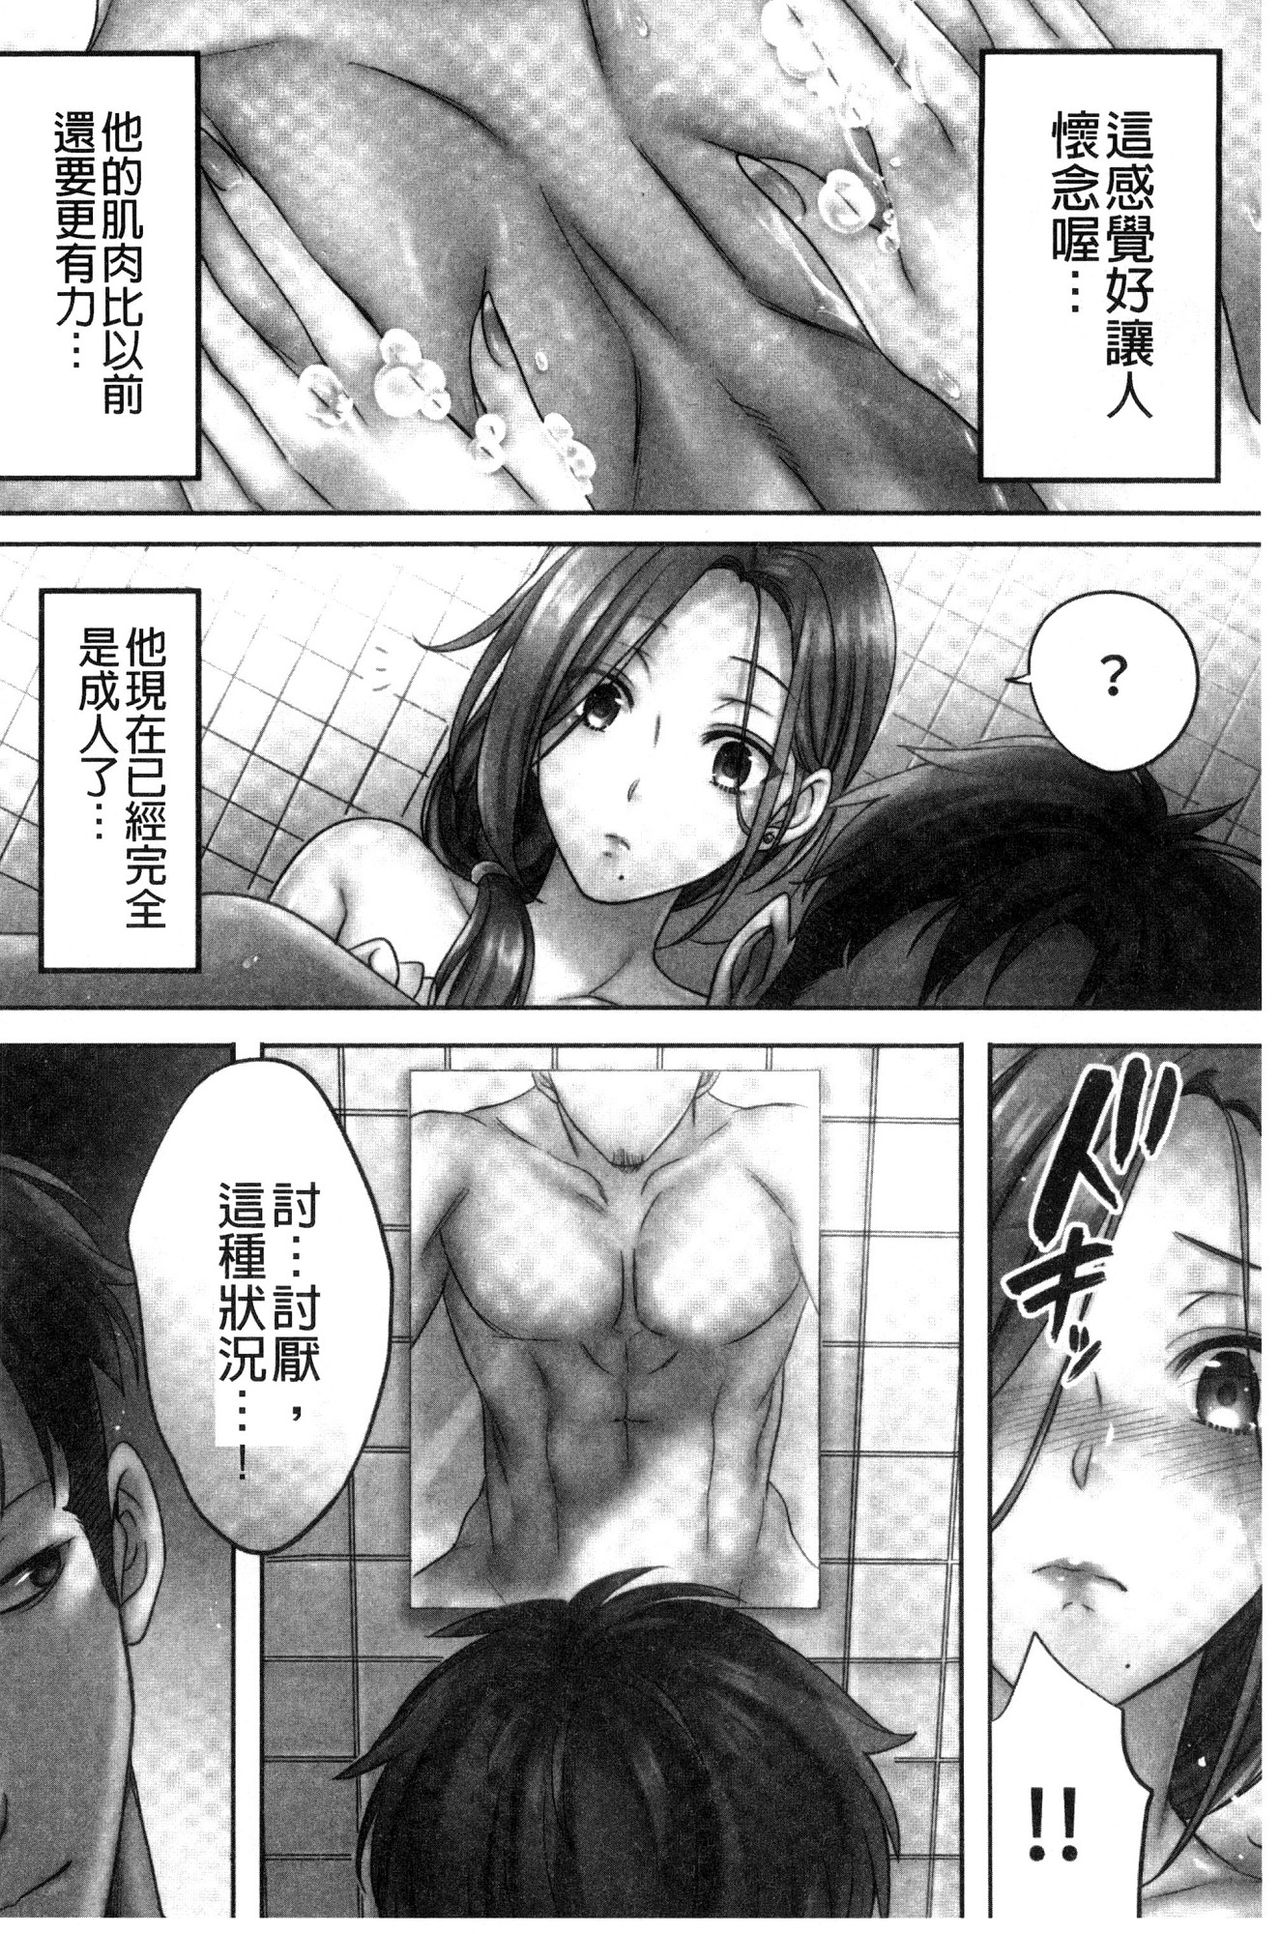 這感覺好讓人
懷念喔…
他的肌肉比以前
還要更有力…
？
他現在已經完全
是成人了…
ドキッ
!!
討…討厭，
這種狀況…！